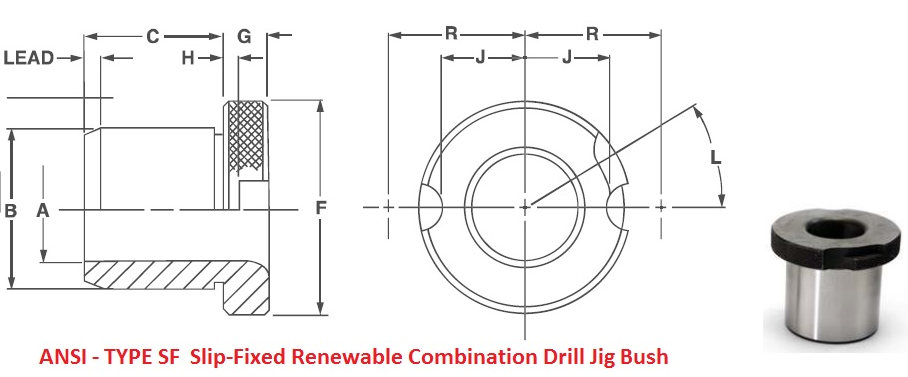 C G R R
LEAD H J J
L
B A F
ANSI - TYPE SF Slip-Fixed Renewable Combination Drill Jig Bush